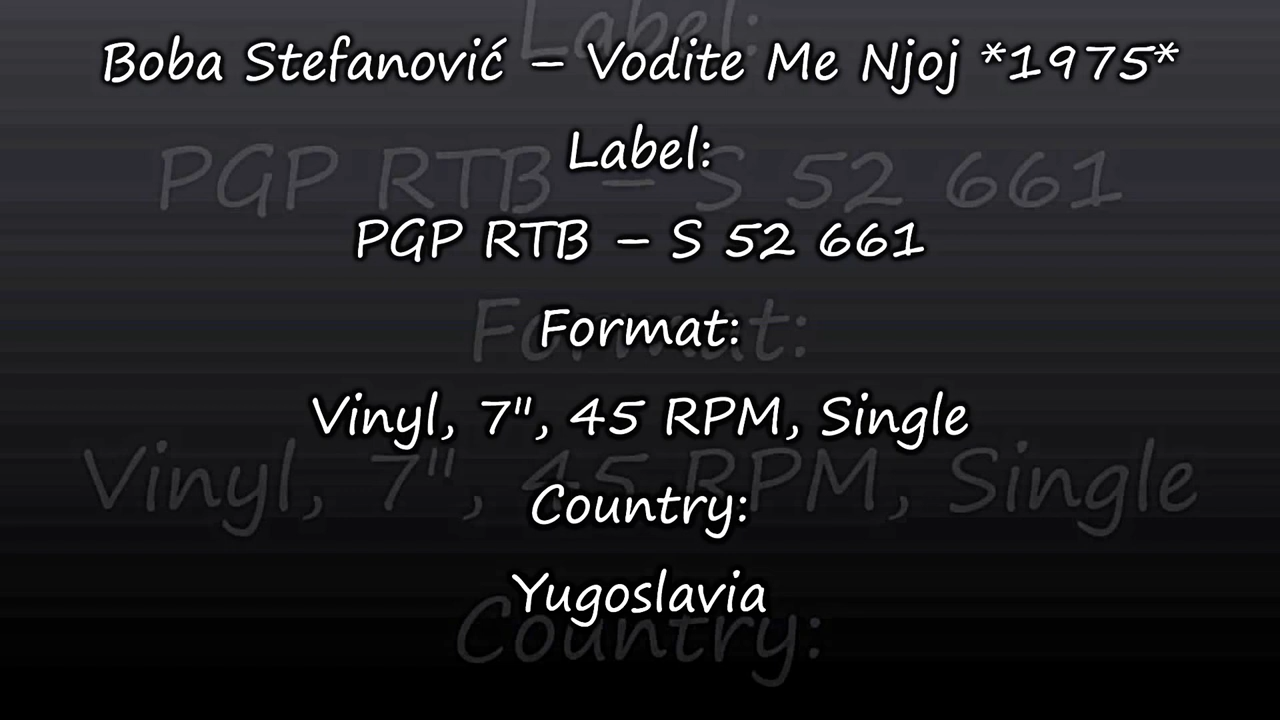 Boba Stefanović – Vodite Me Njoj *1975*
Label:
PGP RTB – S 52 661
Format:
Vinyl, 7", 45 RPM, Single
Country:
Yugoslavia